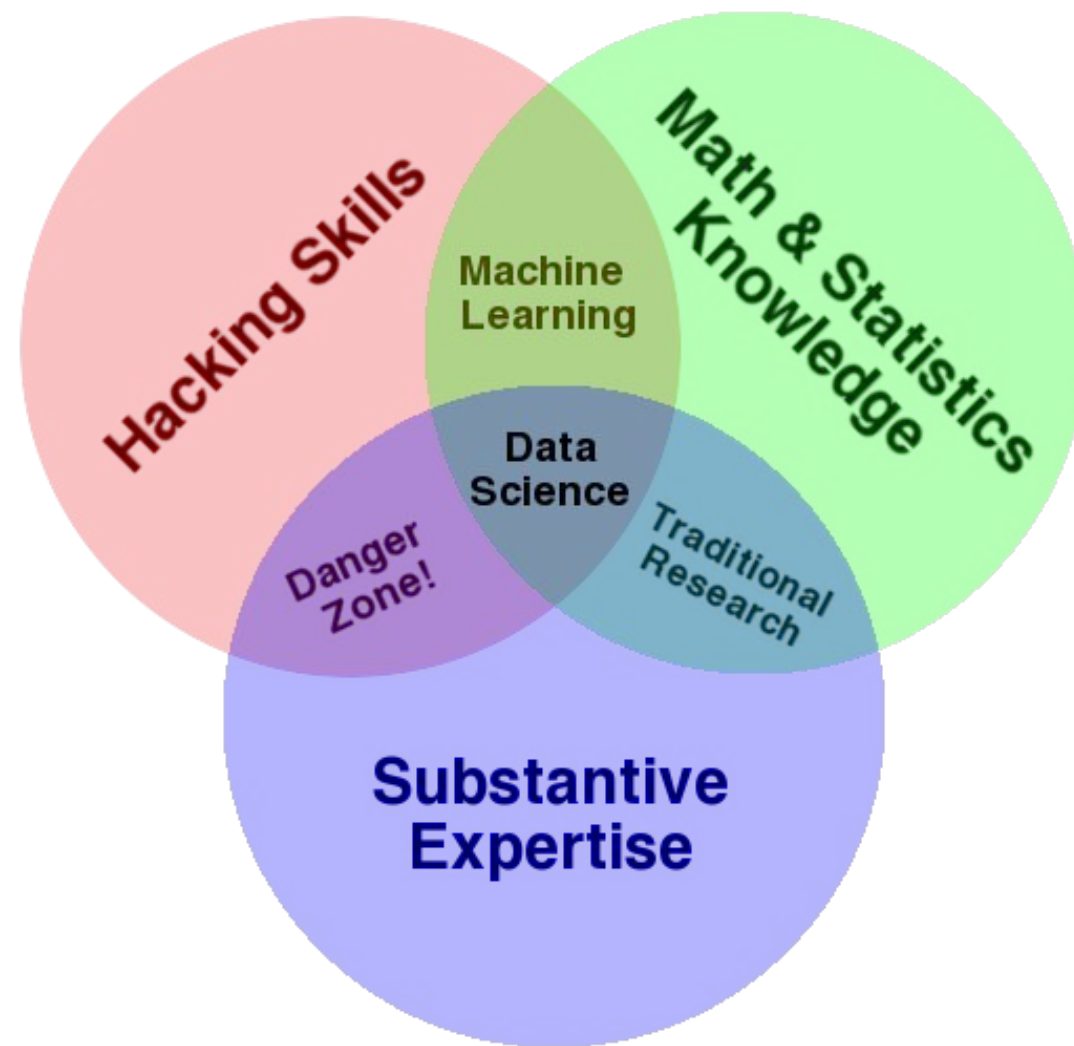 Hacking Skills
Math & Statistics
Knowledge
Machine
Learning
Data
Science
Danger
Zone!
Traditional
Research
Substantive
Expertise